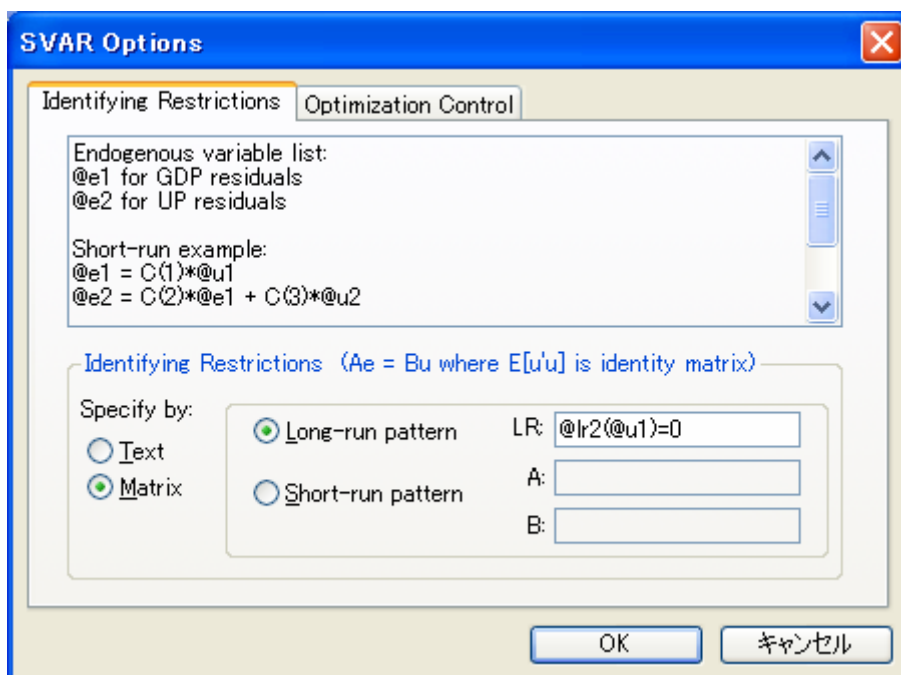 SVAR Options
Identifying Restrictions
Optimization Control
Endogenous variable list:
@e1 for GDP residuals
@e2 for UP residuals
Short-run example:
@e1 = C(1)*@u1
@e2 = C(2)*@e1 + C(3)*@u2
Identifying Restrictions (Ae = Bu where E[u'u] is identity matrix)
Specify by:
Text
Matrix
Long-run pattern
Short-run pattern
LR: @lr2(@u1)=0
A:
B:
OK
キャンセル